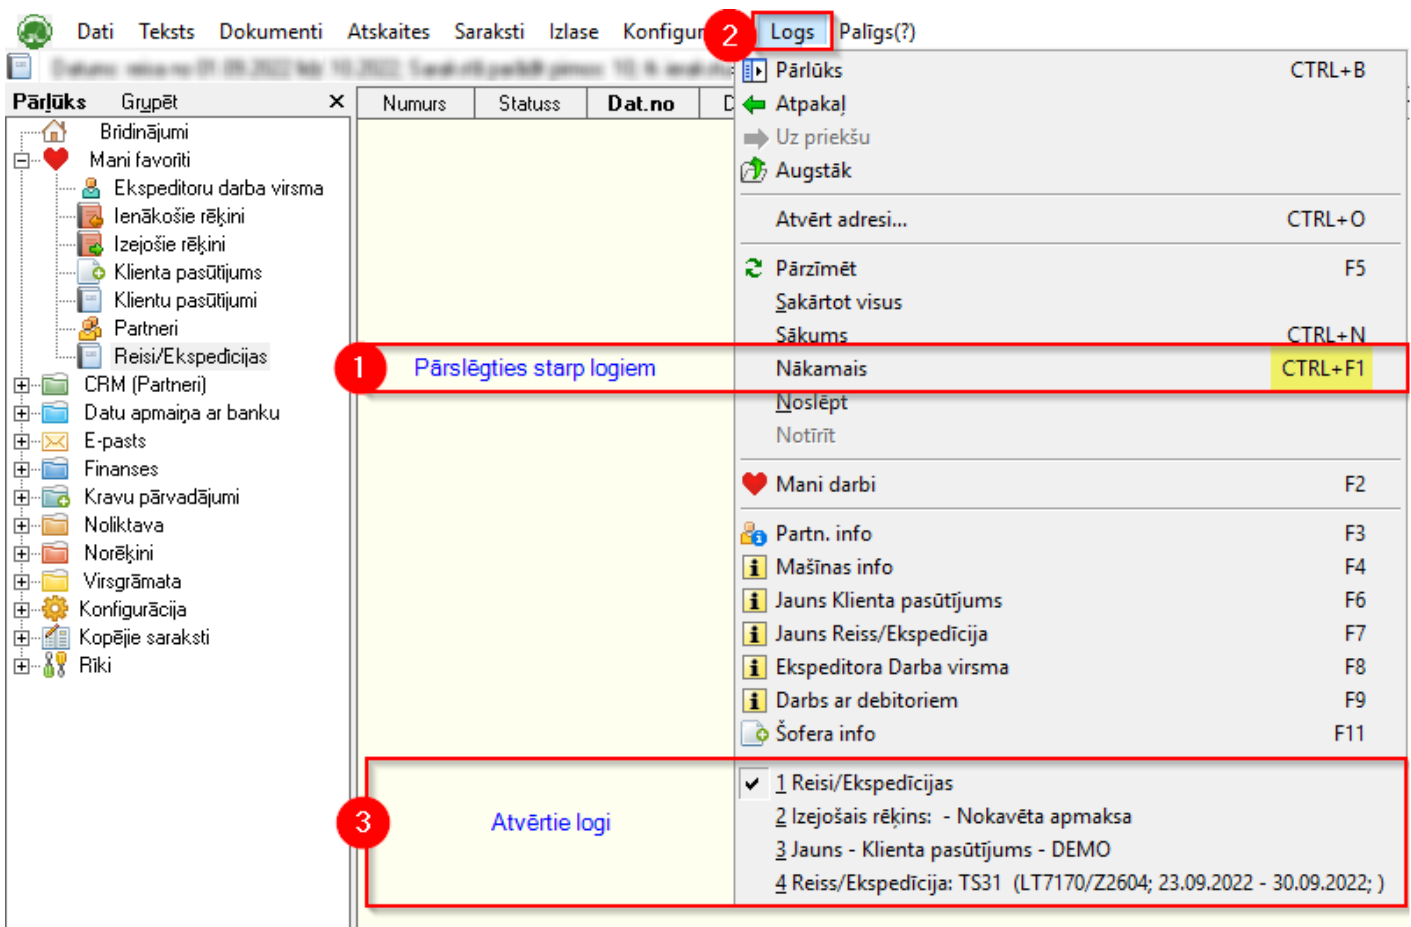 Dati Teksts Dokumenti Atskaites Saraksti Izlase Konfigur 2 Logs Palīgs(?)
Pārlūks Grupēt X
Numurs Statuss Dat.no D
Brīdinājumi
Mani favorīti
Ekspeditoru darba virsma
Ienākošie rēķini
Izejošie rēķini
Klienta pasūtījums
Klientu pasūtījumi
Partneri
Reisi/Ekspedīcijas
CRM (Partneri)
Datu apmaiņa ar banku
E-pasts
Finanses
Kravu pārvadājumi
Noliktava
Norēķini
Virsgrāmata
Konfigurācija
Kopējie saraksti
Rīki
Pārlūks CTRL+B
Atpakaļ
Uz priekšu
Augstāk
Atvērt adresi... CTRL+O
Pārzīmēt F5
Sakārtot visus
Sākums CTRL+N
1 Pārslēgties starp logiem
Nākamais CTRL+F1
Noslēpt
Notīrīt
Mani darbi F2
Partn. info F3
Mašīnas info F4
Jauns Klienta pasūtījums F6
Jauns Reiss/Ekspedīcija F7
Ekspeditora Darba virsma F8
Darbs ar debitoriem F9
Šofera info F11
3 Atvērtie logi
1 Reisi/Ekspedīcijas
2 Izejošais rēķins: - Nokavēta apmaksa
3 Jauns - Klienta pasūtījums - DEMO
4 Reiss/Ekspedīcija: TS31 (LT7170/Z2604; 23.09.2022 - 30.09.2022; )